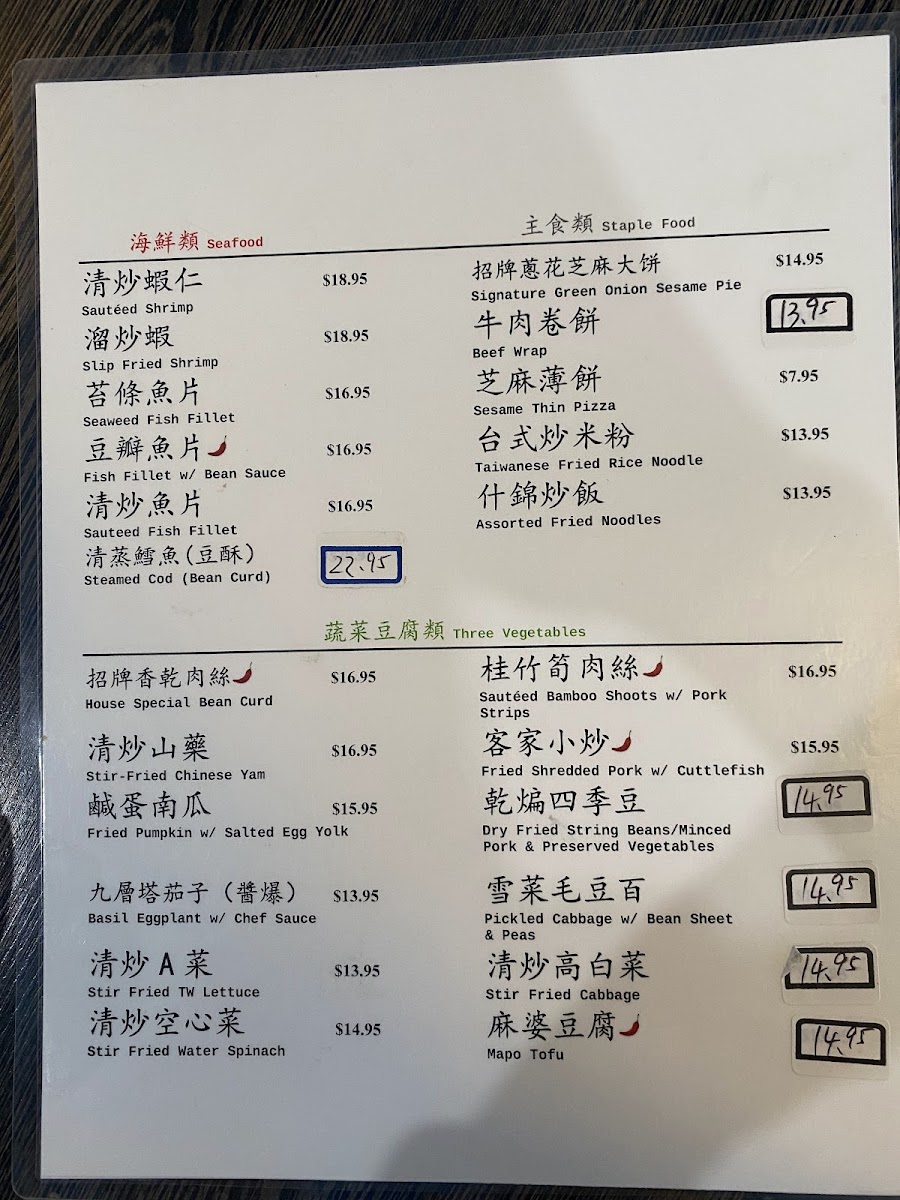 海鮮類 Seafood
清炒蝦仁 $18.95
Sautéed Shrimp
溜炒蝦 $18.95
Slip Fried Shrimp
苔條魚片 $16.95
Seaweed Fish Fillet
豆瓣魚片 $16.95
Fish Fillet w/ Bean Sauce
清炒魚片 $16.95
Sauteed Fish Fillet
清蒸鱈魚(豆酥) 22.95
Steamed Cod (Bean Curd)
主食類 Staple Food
招牌蔥花芝麻大饼 $14.95
Signature Green Onion Sesame Pie
牛肉卷餅 13.95
Beef Wrap
芝麻薄餅 $7.95
Sesame Thin Pizza
台式炒米粉 $13.95
Taiwanese Fried Rice Noodle
什錦炒飯 $13.95
Assorted Fried Noodles
蔬菜豆腐類 Three Vegetables
招牌香乾肉絲 $16.95
House Special Bean Curd
清炒山藥 $16.95
Stir-Fried Chinese Yam
鹹蛋南瓜 $15.95
Fried Pumpkin w/ Salted Egg Yolk
九層塔茄子 (醬爆) $13.95
Basil Eggplant w/ Chef Sauce
清炒A菜 $13.95
Stir Fried TW Lettuce
清炒空心菜 $14.95
Stir Fried Water Spinach
桂竹筍肉絲 $16.95
Sautéed Bamboo Shoots w/ Pork
Strips
客家小炒 $15.95
Fried Shredded Pork w/ Cuttlefish
乾煸四季豆 14.95
Dry Fried String Beans/Minced
Pork & Preserved Vegetables
雪菜毛豆百 14.95
Pickled Cabbage w/ Bean Sheet
& Peas
清炒高白菜 14.95
Stir Fried Cabbage
麻婆豆腐 14.95
Mapo Tofu